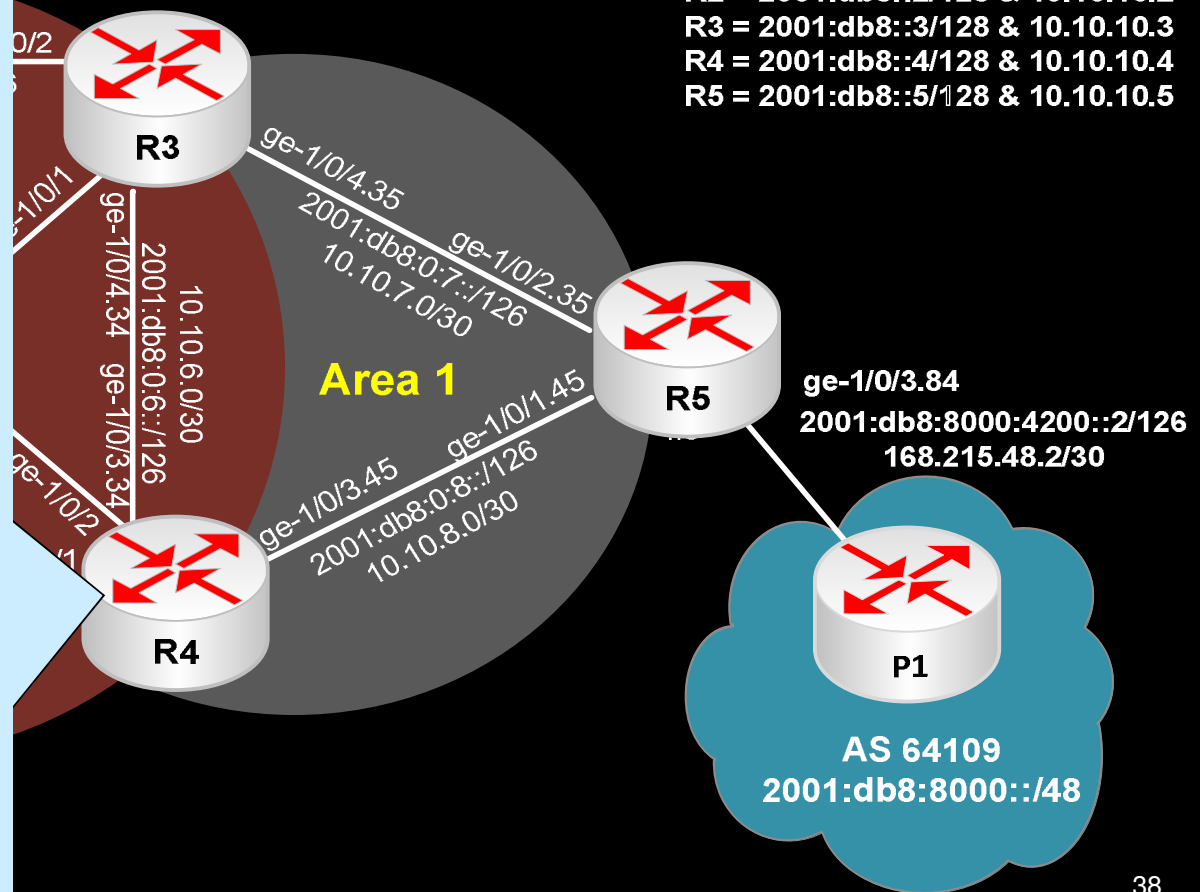 R3 = 2001:db8::3/128 & 10.10.10.3
R4 = 2001:db8::4/128 & 10.10.10.4
R5 = 2001:db8::5/128 & 10.10.10.5
0/2
R3
ge-1/0/4.35
2001:db8:0:7::/126
10.10.7.0/30
ge-1/0/2.35
-1/0/1
ge-1/0/4.34
ge-1/0/3.34
2001:db8:0:6::/126
10.10.6.0/30
Area 1
R5
ge-1/0/3.84
2001:db8:8000:4200::2/126
168.215.48.2/30
ge-1/0/1.45
ge-1/0/3.45
2001:db8:0:8::/126
10.10.8.0/30
ge-1/0/2
/1
R4
P1
AS 64109
2001:db8:8000::/48
38